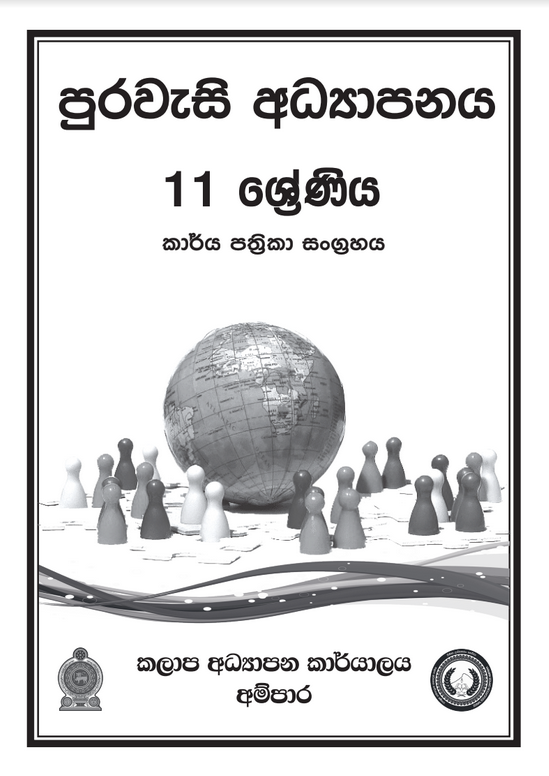 පුරවැසි අධ්‍යාපනය
11 ශ්‍රේණිය
කාර්ය පත්‍රිකා සංග්‍රහය
කලාප අධ්‍යාපන කාර්යාලය
අම්පාර